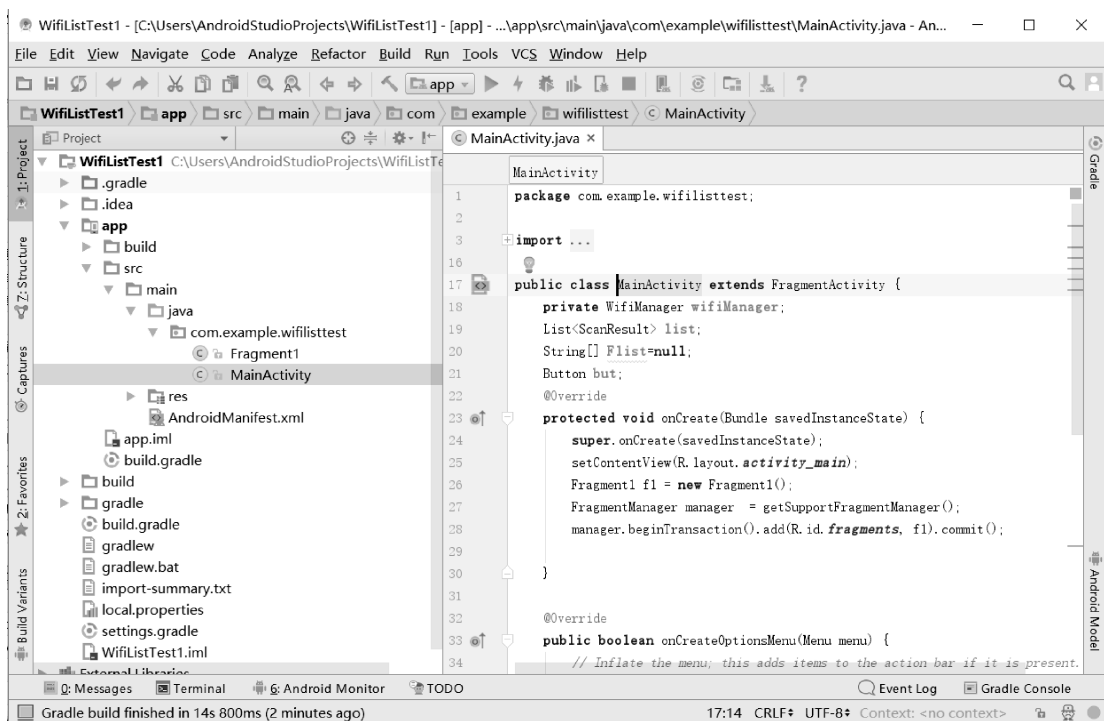 WifiListTest1 - [C:\Users\AndroidStudioProjects\WifiListTest1] - [app] - ...\app\src\main\java\com\example\wifilisttest\MainActivity.java - An...
File Edit View Navigate Code Analyze Refactor Build Run Tools VCS Window Help
app
WifiListTest1 app src main java com example wifilisttest MainActivity
Project
MainActivity.java
1: Project
Z: Structure
Captures
2: Favorites
Build Variants
WifiListTest1 C:\Users\AndroidStudioProjects\WifiListTe
.gradle
.idea
app
build
src
main
java
com.example.wifilisttest
Fragment1
MainActivity
res
AndroidManifest.xml
app.iml
build.gradle
build
gradle
build.gradle
gradlew
gradlew.bat
import-summary.txt
local.properties
settings.gradle
WifiListTest1.iml
External Libraries
MainActivity
1 package com.example.wifilisttest;
2
3 import ...
16
17 public class MainActivity extends FragmentActivity {
18 private WifiManager wifiManager;
19 List<ScanResult> list;
20 String[] Flist=null;
21 Button but;
22 @Override
23 protected void onCreate(Bundle savedInstanceState) {
24 super.onCreate(savedInstanceState);
25 setContentView(R.layout.activity_main);
26 Fragment1 f1 = new Fragment1();
27 FragmentManager manager = getSupportFragmentManager();
28 manager.beginTransaction().add(R.id.fragments, f1).commit();
29
30 }
31
32 @Override
33 public boolean onCreateOptionsMenu(Menu menu) {
34 // Inflate the menu; this adds items to the action bar if it is present.
Gradle
Android Model
0: Messages Terminal 6: Android Monitor TODO Event Log Gradle Console
Gradle build finished in 14s 800ms (2 minutes ago) 17:14 CRLF UTF-8 Context: <no context>